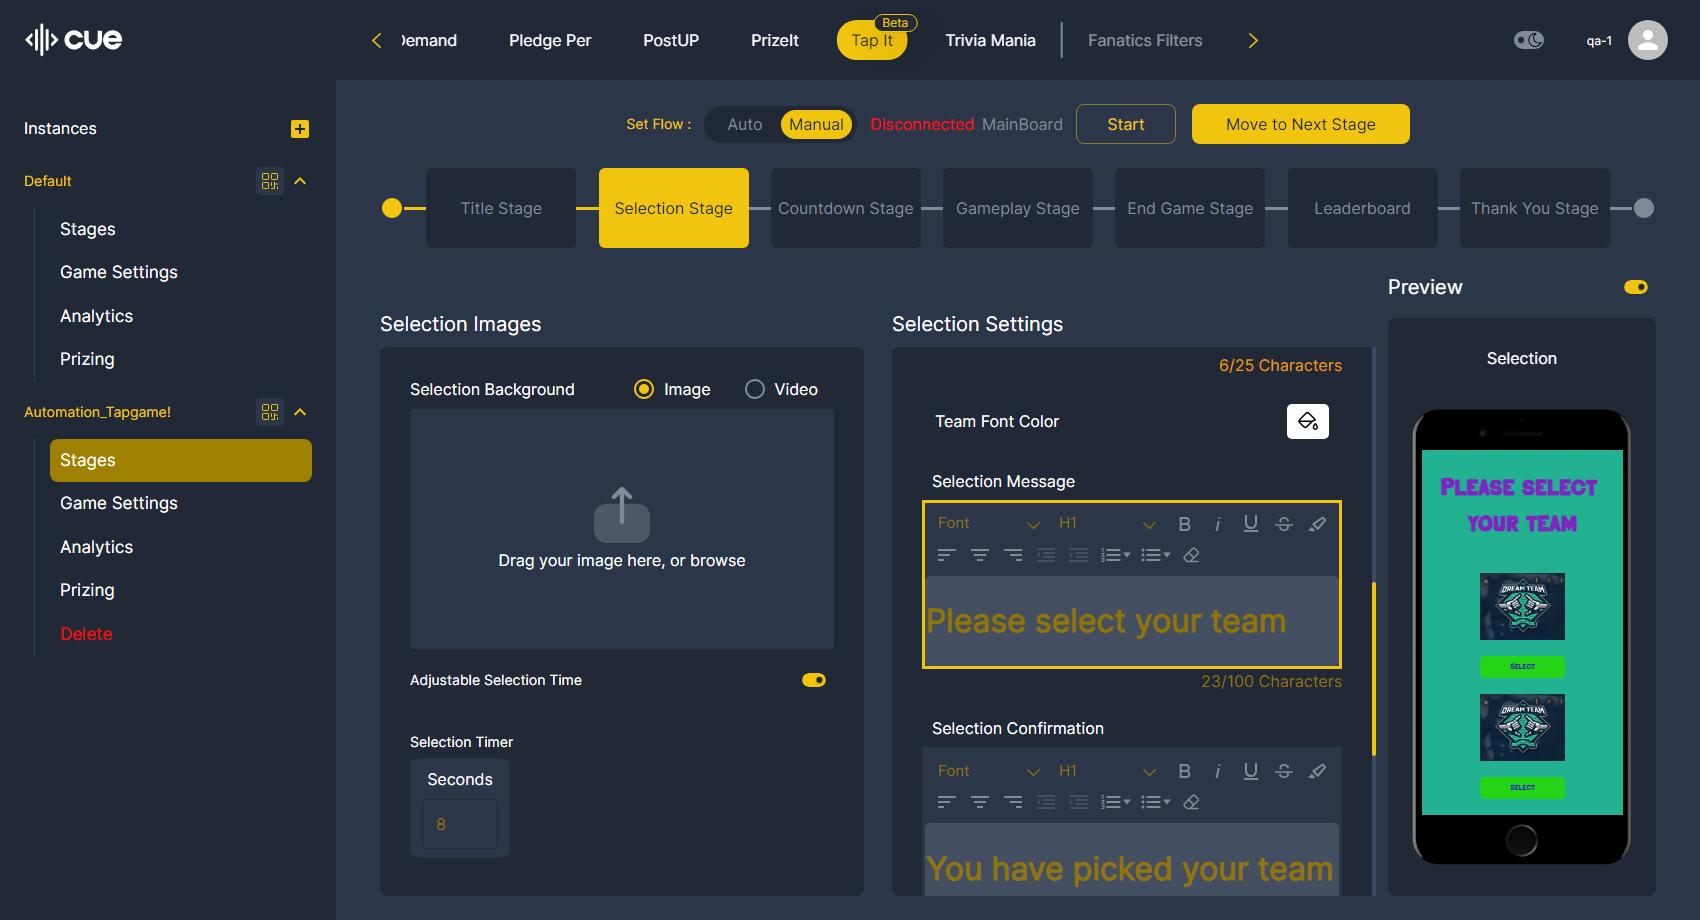 cue
Demand
Pledge Per
PostUP
PrizeIt
Tap It
Beta
Trivia Mania
Fanatics Filters
qa-1
Instances
Default
Stages
Game Settings
Analytics
Prizing
Automation_Tapgame!
Stages
Game Settings
Analytics
Prizing
Delete
Set Flow :
Auto
Manual
Disconnected MainBoard
Start
Move to Next Stage
Title Stage
Selection Stage
Countdown Stage
Gameplay Stage
End Game Stage
Leaderboard
Thank You Stage
Selection Images
Selection Background
Image
Video
Drag your image here, or browse
Adjustable Selection Time
Selection Timer
Seconds
8
Selection Settings
6/25 Characters
Team Font Color
Selection Message
Font
H1
B i U S
Please select your team
23/100 Characters
Selection Confirmation
Font
H1
B i U S
You have picked your team
Preview
Selection
Please select
your team
DREAM TEAM
Select
DREAM TEAM
Select